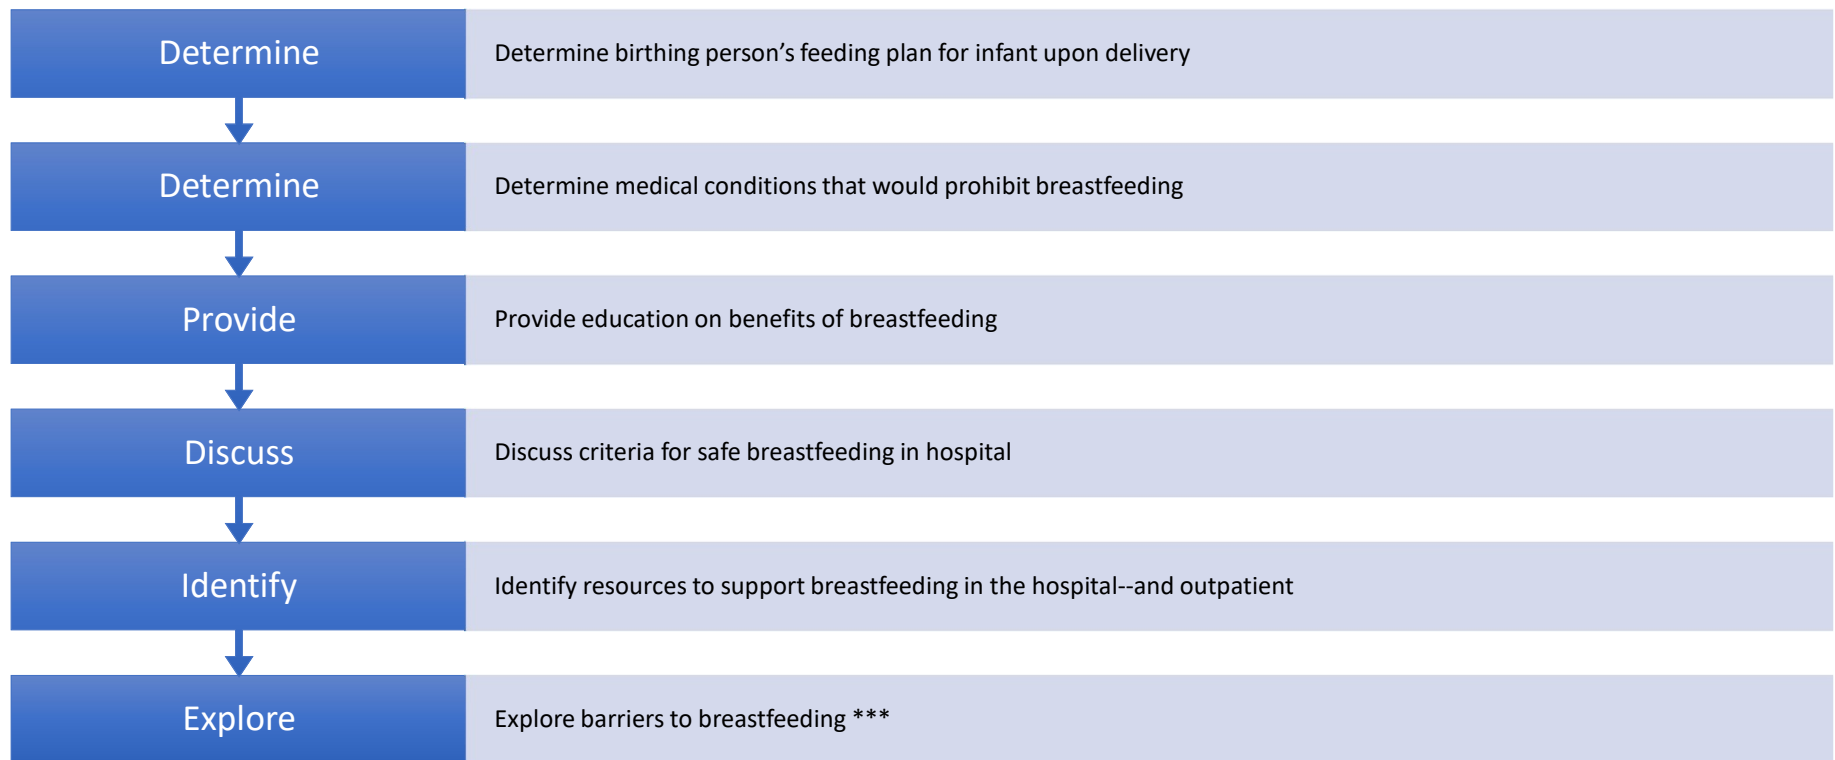 Determine
Determine birthing person’s feeding plan for infant upon delivery
Determine
Determine medical conditions that would prohibit breastfeeding
Provide
Provide education on benefits of breastfeeding
Discuss
Discuss criteria for safe breastfeeding in hospital
Identify
Identify resources to support breastfeeding in the hospital--and outpatient
Explore
Explore barriers to breastfeeding ***